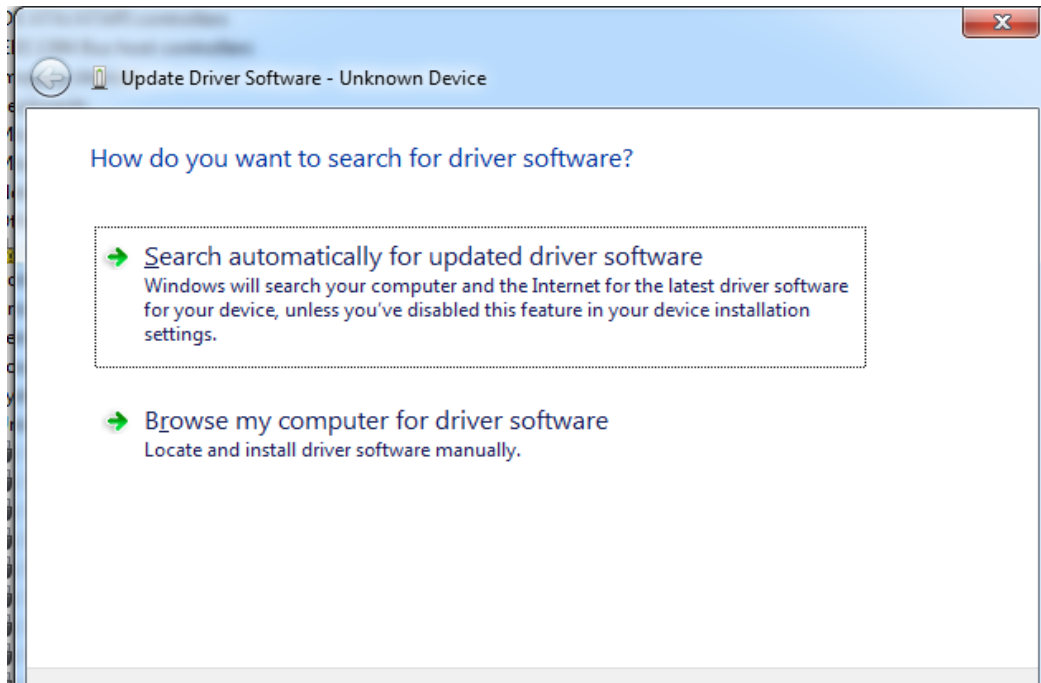 Update Driver Software - Unknown Device
How do you want to search for driver software?
Search automatically for updated driver software
Windows will search your computer and the Internet for the latest driver software
for your device, unless you've disabled this feature in your device installation
settings.
Browse my computer for driver software
Locate and install driver software manually.